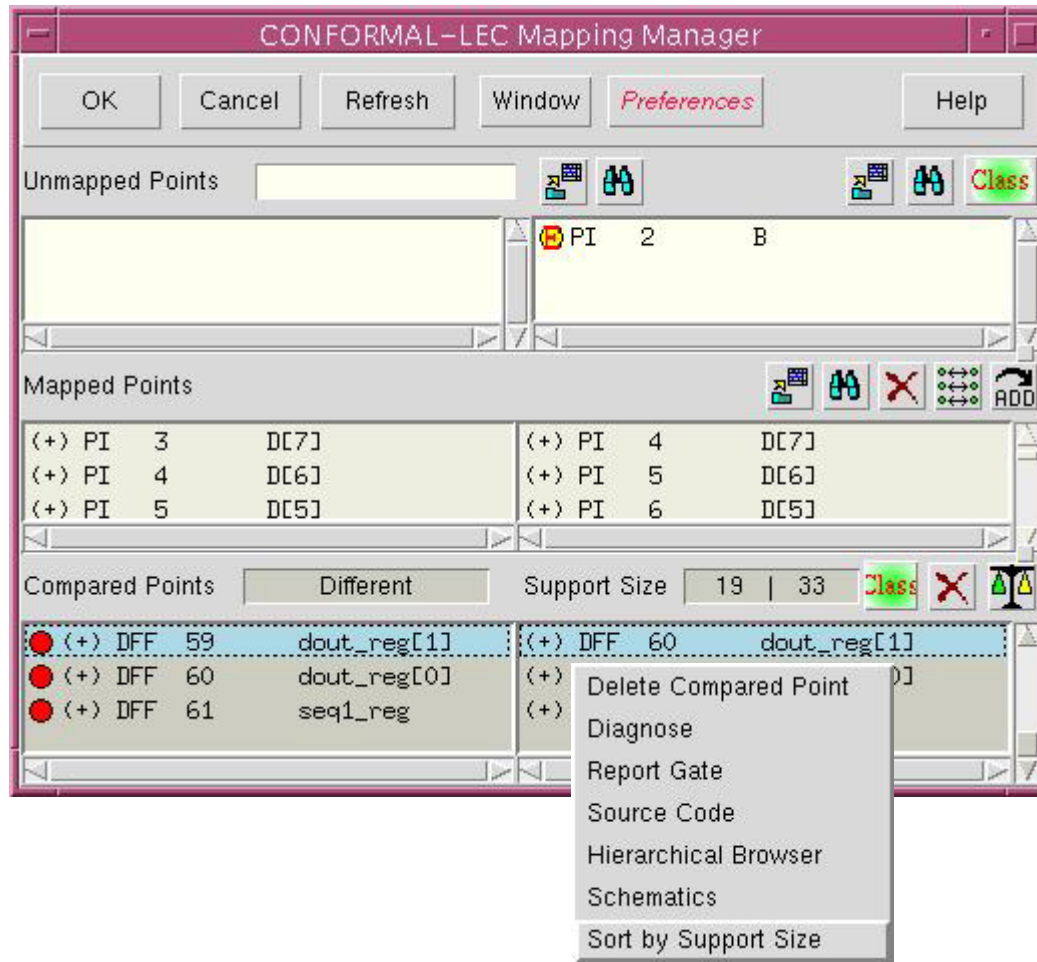 CONFORMAL-LEC Mapping Manager
OK Cancel Refresh Window Preferences Help
Unmapped Points Class
(E) PI 2 B
Mapped Points ADD
(+) PI 3 D[7] (+) PI 4 D[7]
(+) PI 4 D[6] (+) PI 5 D[6]
(+) PI 5 D[5] (+) PI 6 D[5]
Compared Points Different Support Size 19 | 33 Class
(+) DFF 59 dout_reg[1] (+) DFF 60 dout_reg[1]
(+) DFF 60 dout_reg[0] (+) 0]
(+) DFF 61 seq1_reg (+)
Delete Compared Point
Diagnose
Report Gate
Source Code
Hierarchical Browser
Schematics
Sort by Support Size